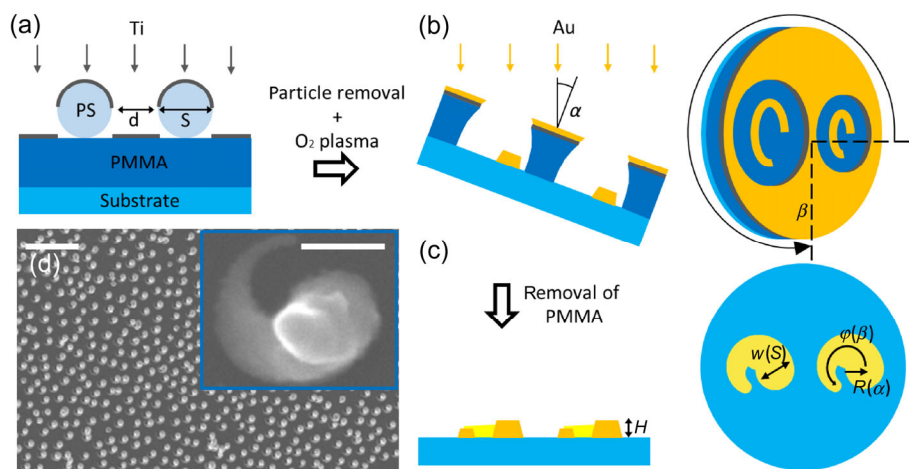 (a)
Ti
PS
d
S
PMMA
Substrate
Particle removal
+
O₂ plasma
(b)
Au
α
β
(c)
Removal of
PMMA
H
w(S)
φ(β)
R(α)
(d)